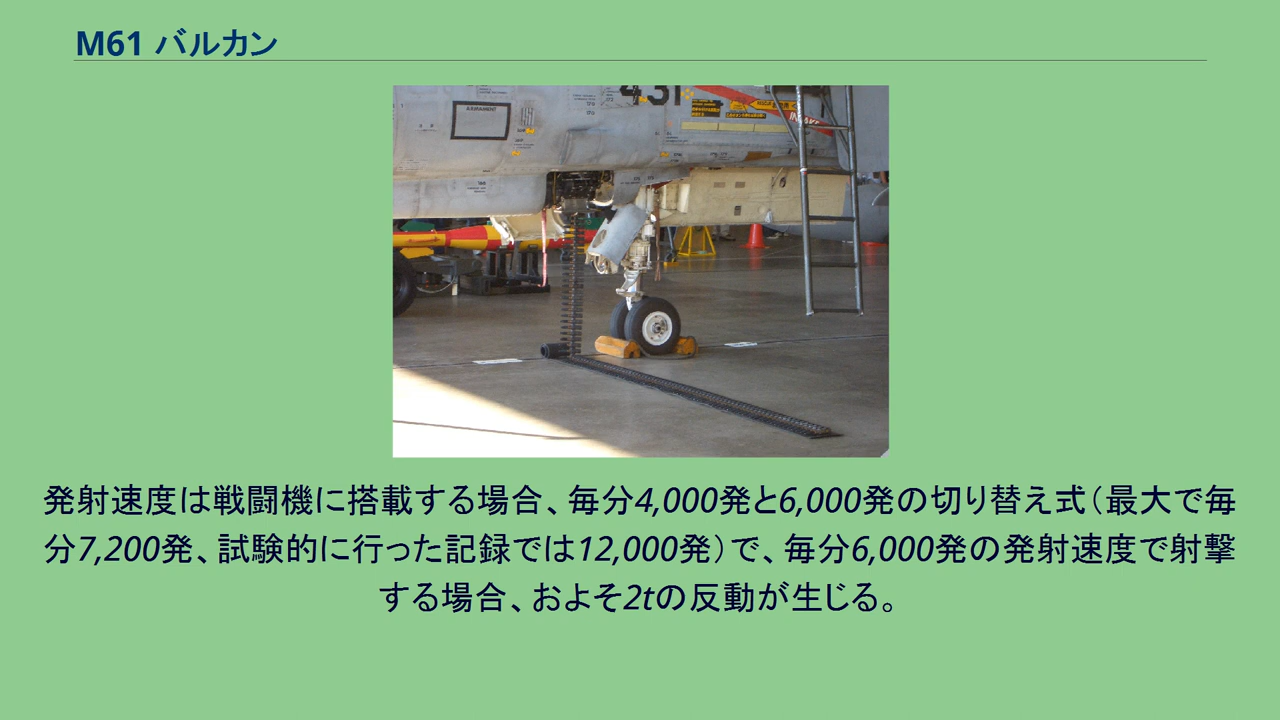 M61 バルカン
431
ARMAMENT
発射速度は戦闘機に搭載する場合、毎分4,000発と6,000発の切り替え式（最大で毎
分7,200発、試験的に行った記録では12,000発）で、毎分6,000発の発射速度で射撃
する場合、およそ2tの反動が生じる。